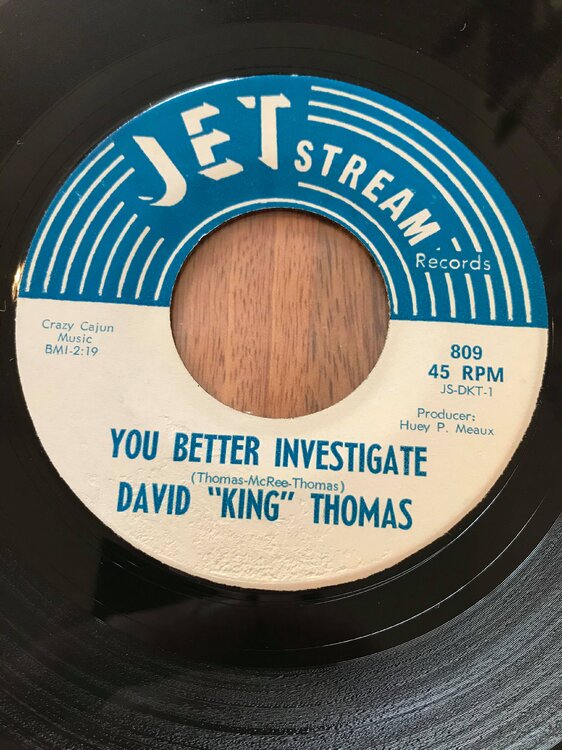 JET
STREAM
Records
Crazy Cajun
Music
BMI-2:19
809
45 RPM
JS-DKT-1
Producer:
Huey P. Meaux
YOU BETTER INVESTIGATE
(Thomas-McRee-Thomas)
DAVID "KING" THOMAS